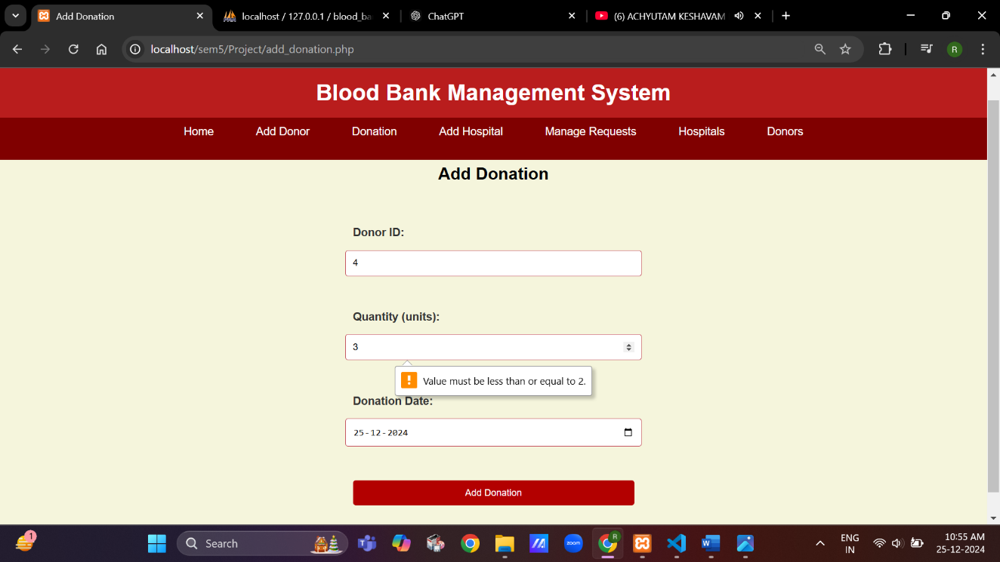 Add Donation
localhost / 127.0.0.1 / blood_ba
ChatGPT
(6) ACHYUTAM KESHAVAM
localhost/sem5/Project/add_donation.php
R
Blood Bank Management System
Home Add Donor Donation Add Hospital Manage Requests Hospitals Donors
Add Donation
Donor ID:
4
Quantity (units):
3
! Value must be less than or equal to 2.
Donation Date:
25-12-2024
Add Donation
1
Search
zoom
R
W
ENG
IN
10:55 AM
25-12-2024